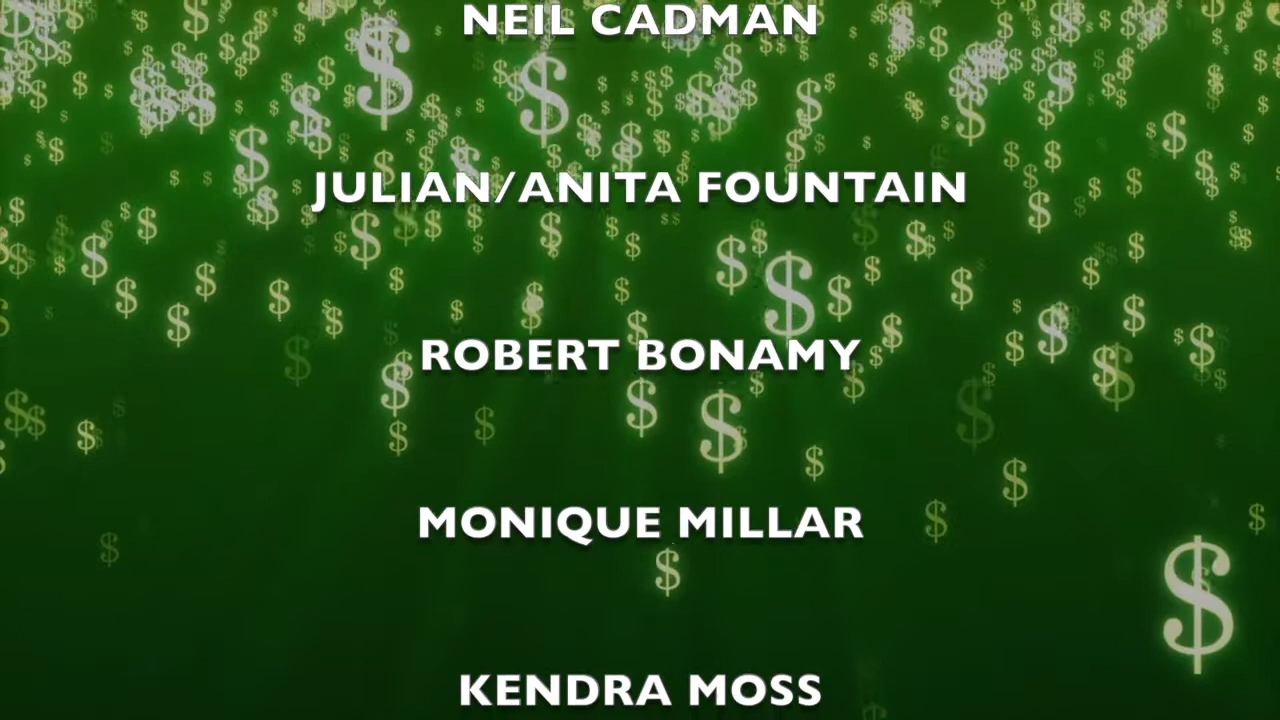 NEIL CADMAN
JULIAN/ANITA FOUNTAIN
ROBERT BONAMY
MONIQUE MILLAR
KENDRA MOSS